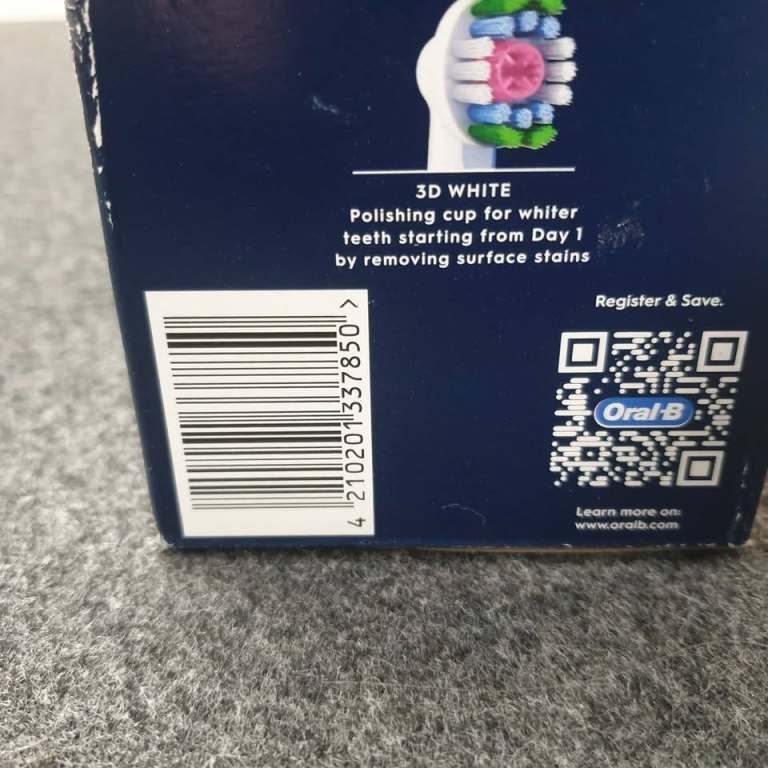 3D WHITE
Polishing cup for whiter
teeth starting from Day 1
by removing surface stains
4 210201 337850 >
Register & Save.
Oral-B
Learn more on:
www.oralb.com